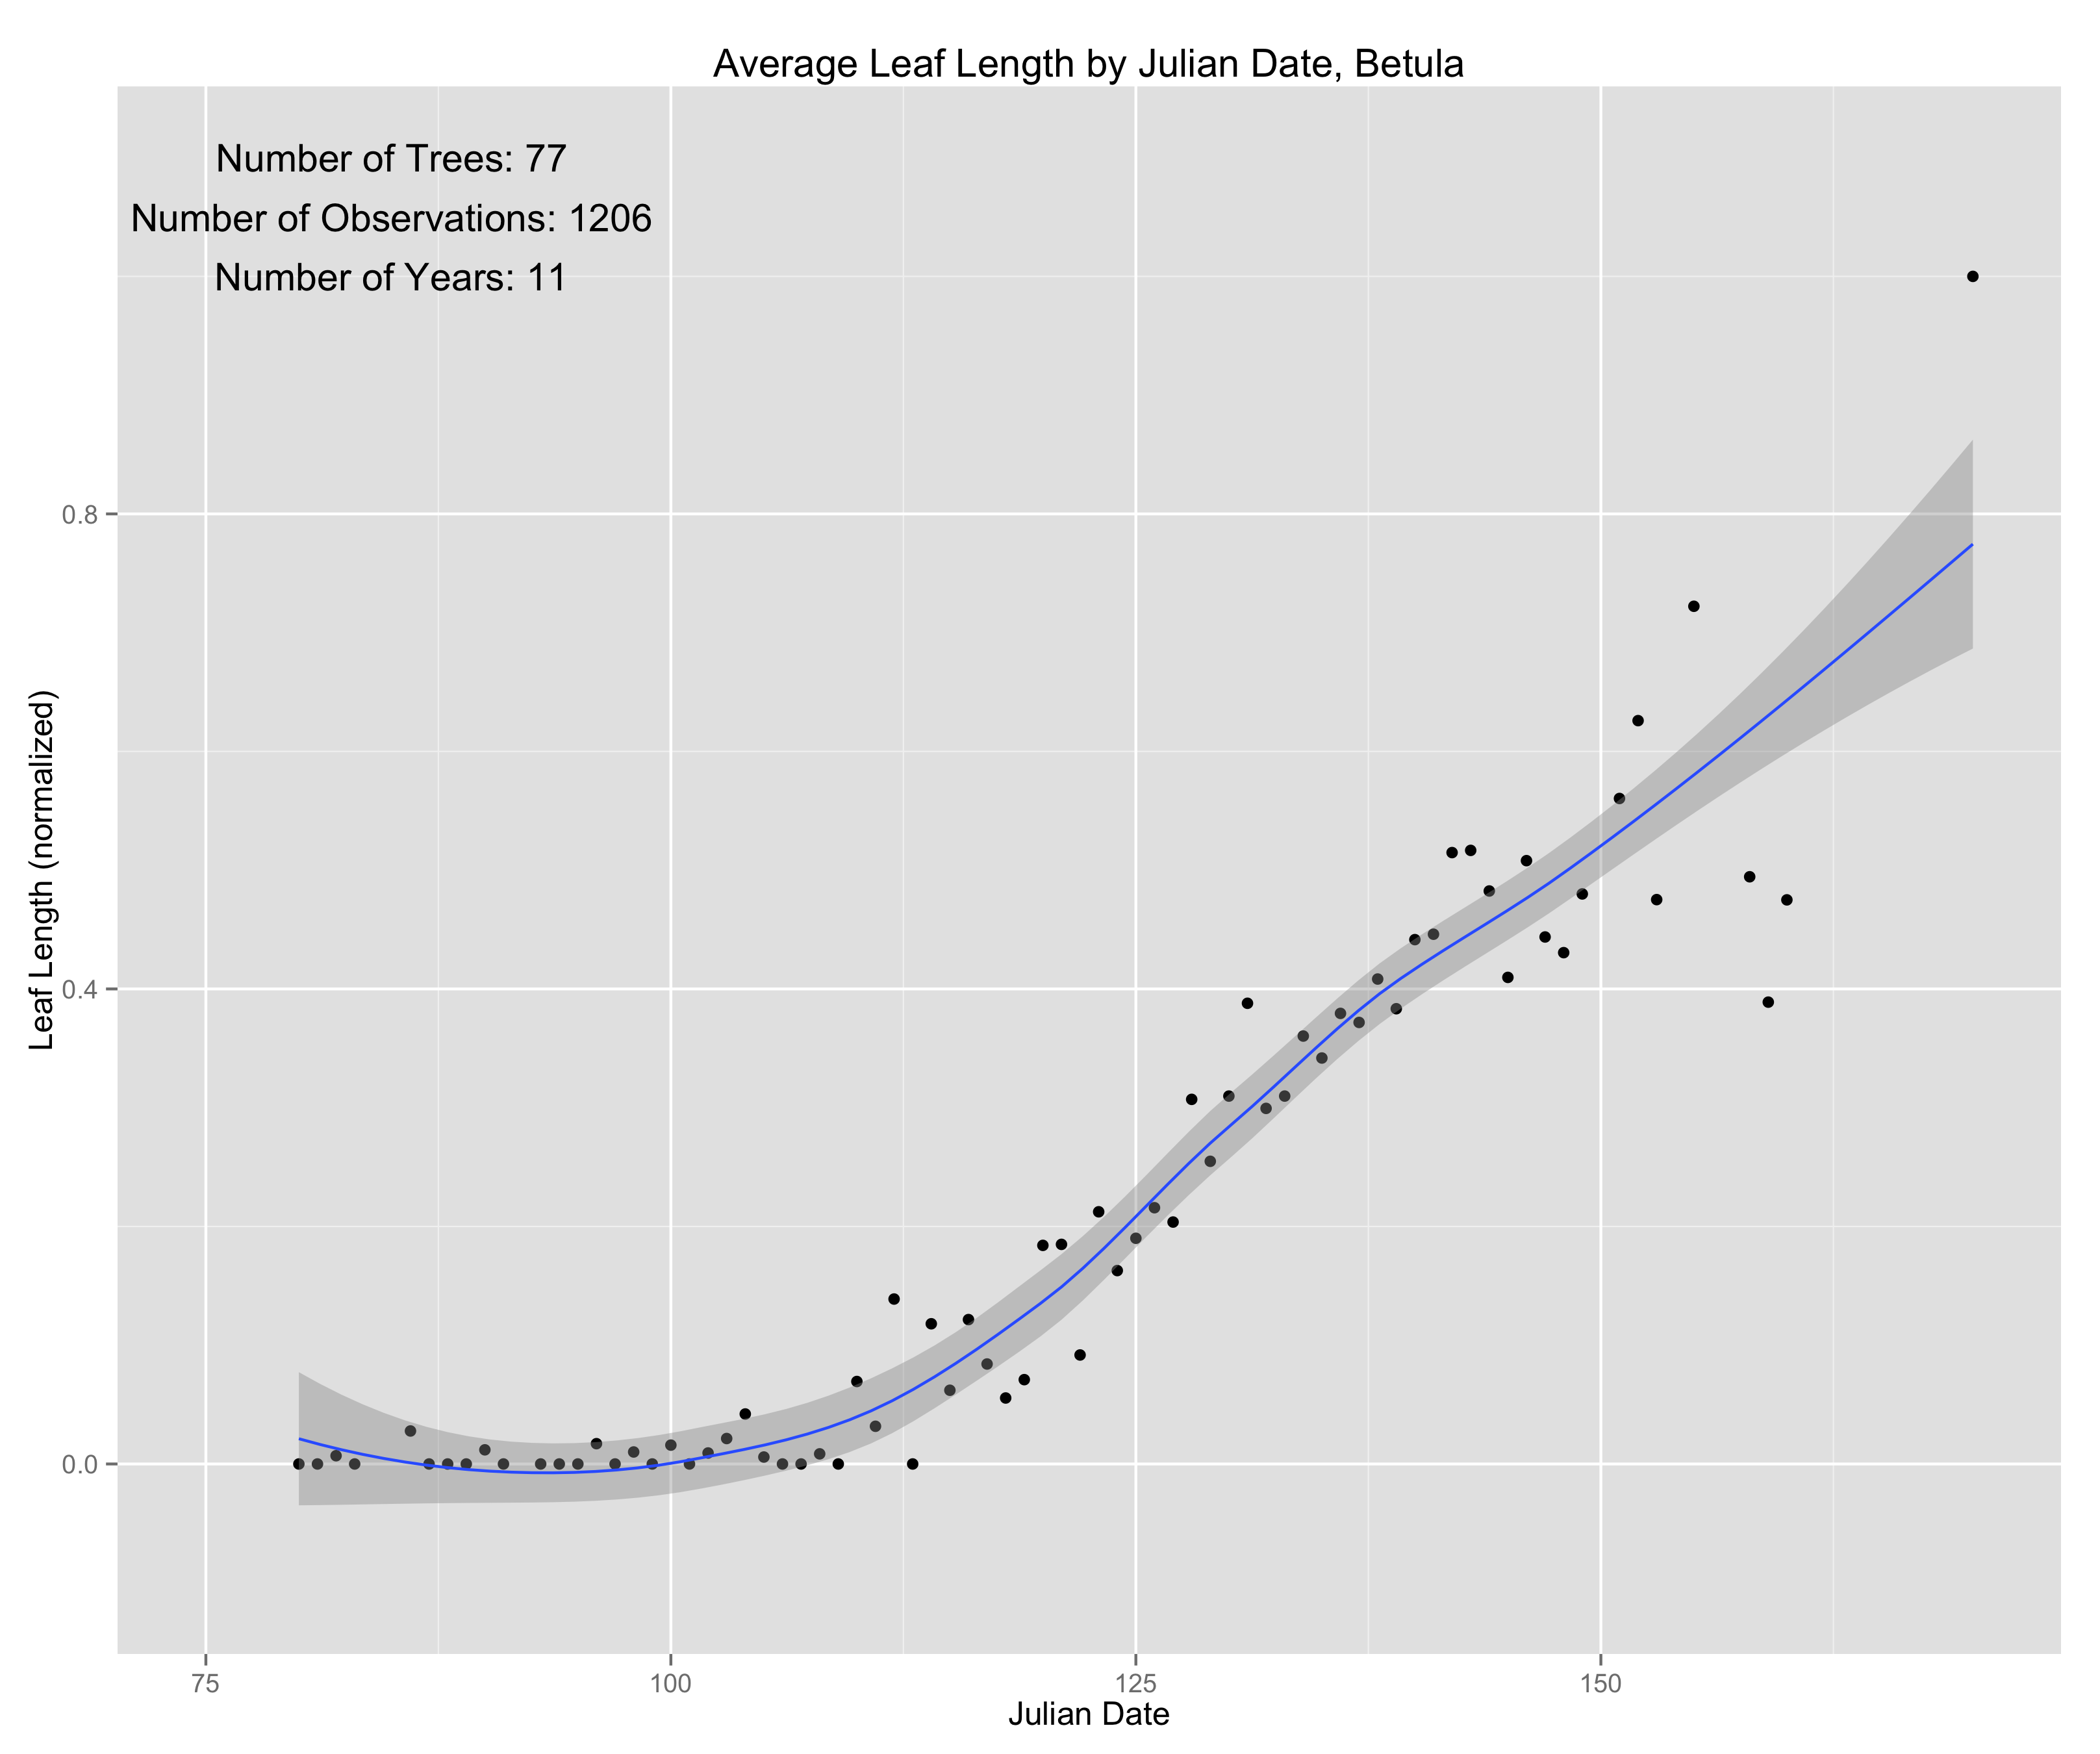 Average Leaf Length by Julian Date, Betula
Number of Trees: 77
Number of Observations: 1206
Number of Years: 11
0.8
0.4
0.0
Leaf Length (normalized)
75
100
125
150
Julian Date